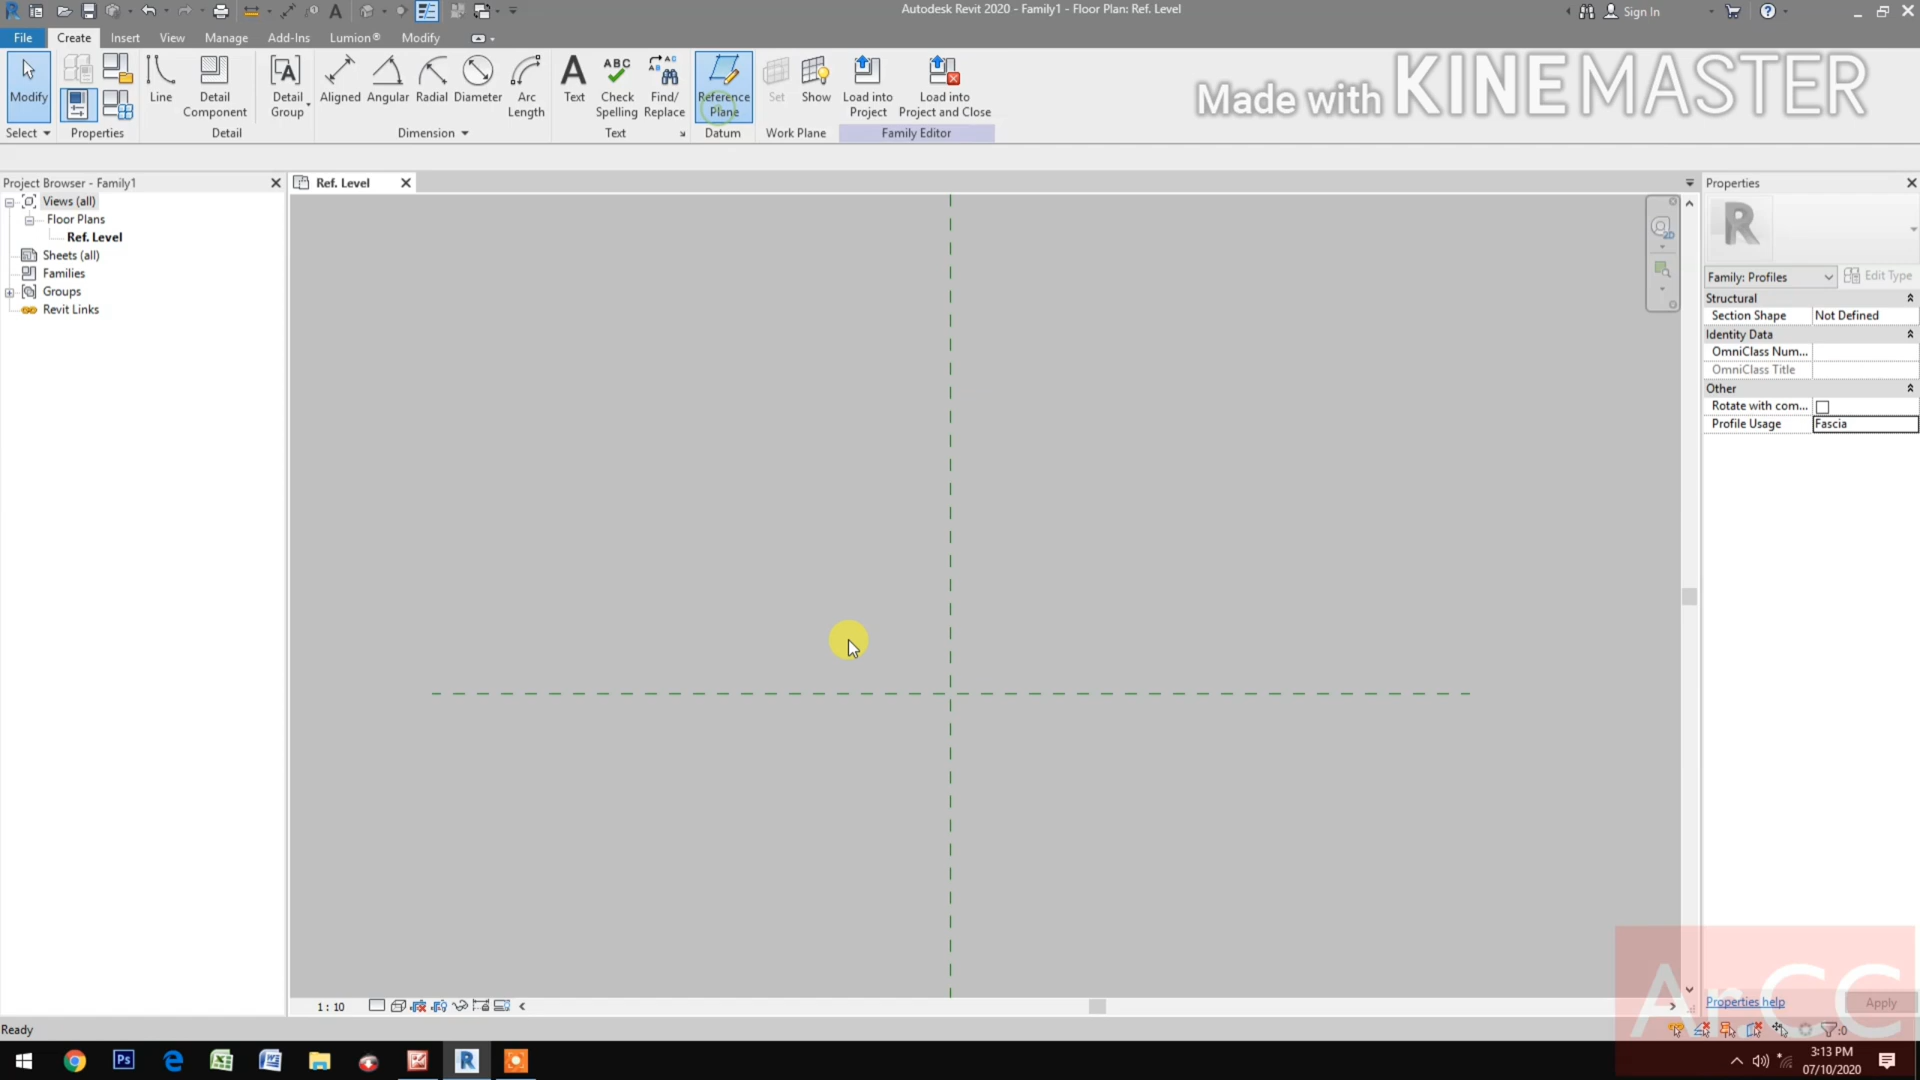 Autodesk Revit 2020 - Family1 - Floor Plan: Ref. Level
Sign In
File
Create
Insert
View
Manage
Add-Ins
Lumion®
Modify
Made with KINEMASTER
Modify
Line
Detail Component
Detail Group
Aligned
Angular
Radial
Diameter
Arc Length
Text
ABC
Check Spelling
Find/ Replace
Reference Plane
Set
Show
Load into Project
Load into Project and Close
Select
Properties
Detail
Dimension
Text
Datum
Work Plane
Family Editor
Project Browser - Family1
Ref. Level
Properties
Views (all)
Floor Plans
Ref. Level
Sheets (all)
Families
Groups
Revit Links
2D
R
Family: Profiles
Edit Type
Structural
Section Shape
Not Defined
Identity Data
OmniClass Num...
OmniClass Title
Other
Rotate with com...
Profile Usage
Fascia
1 : 10
Properties help
Apply
ArCC
Ready
:0
Ps
R
3:13 PM
07/10/2020